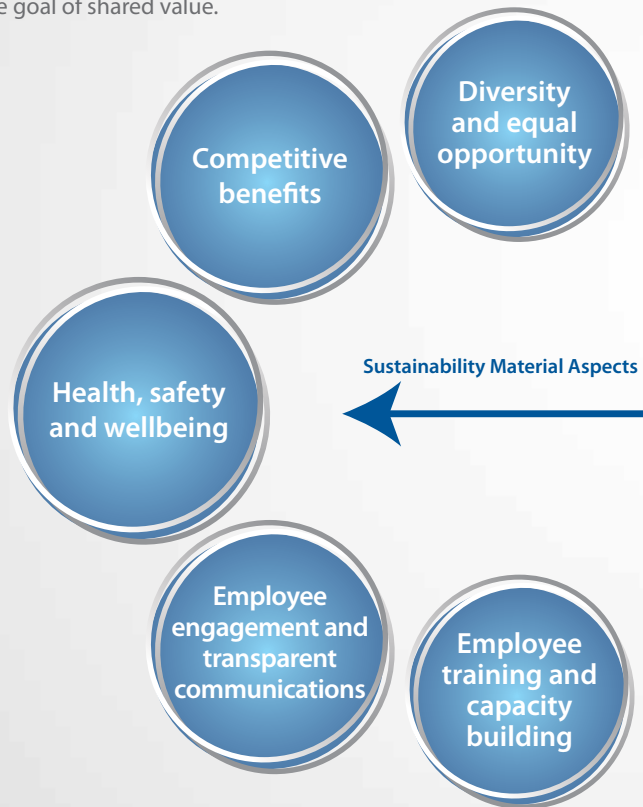 e goal of shared value.
Diversity
and equal
opportunity
Competitive
benefits
Sustainability Material Aspects
Health, safety
and wellbeing
Employee
engagement and
transparent
communications
Employee
training and
capacity
building